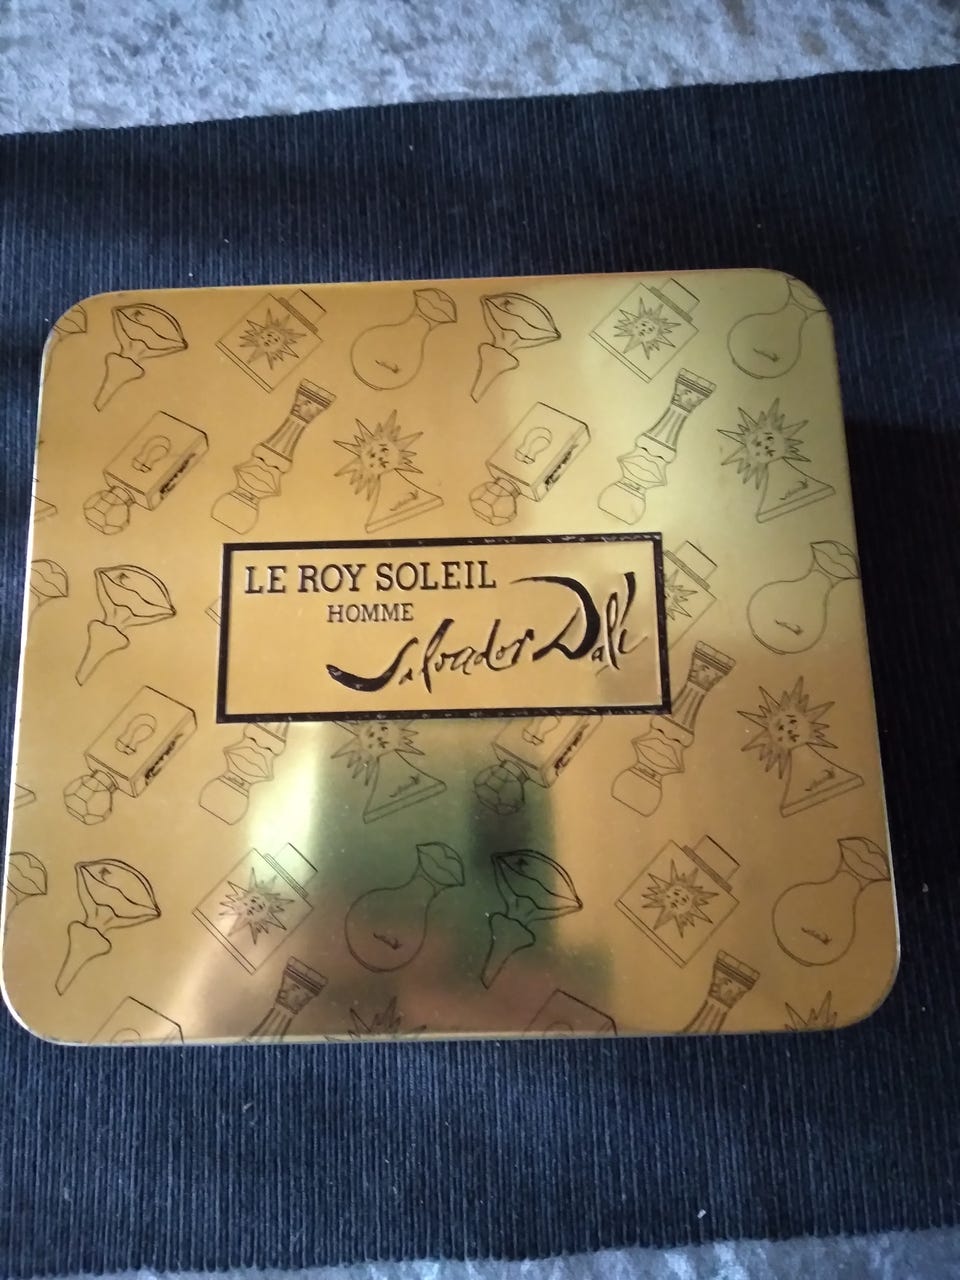 LE ROY SOLEIL
HOMME
Salvador Dalí